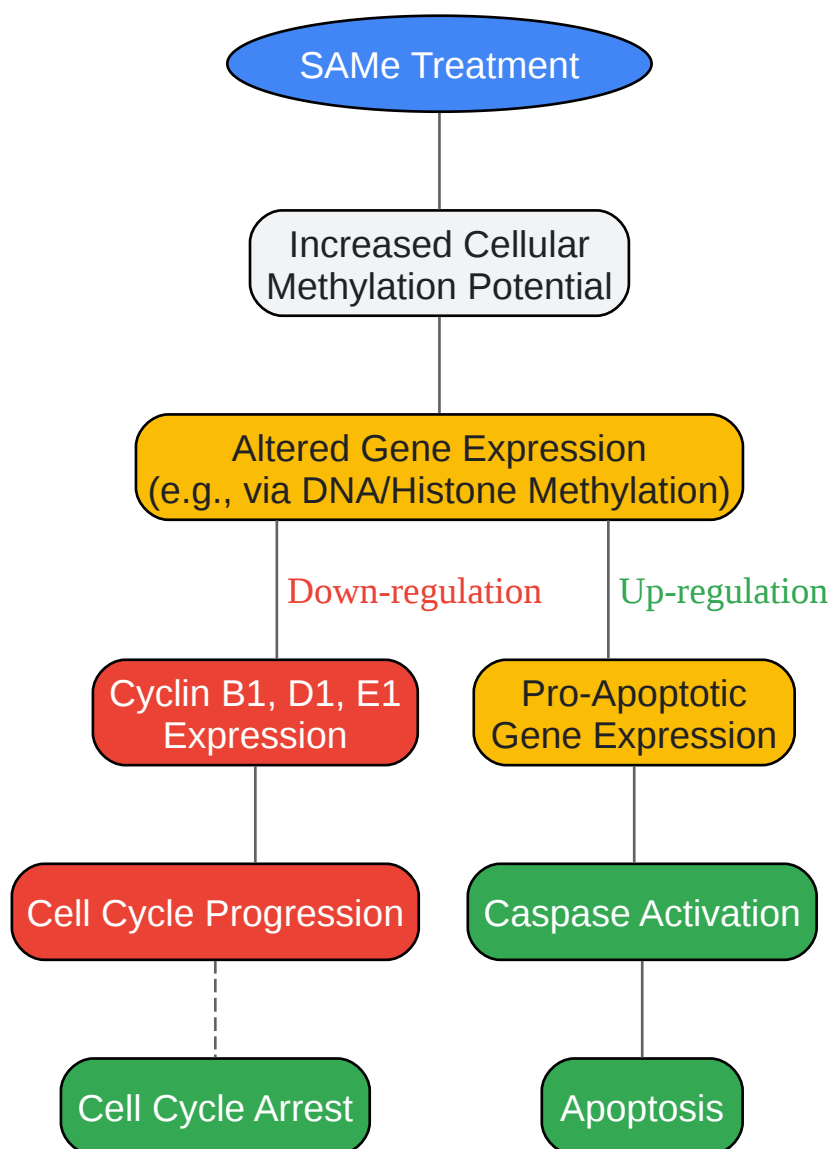 SAMe Treatment
Increased Cellular
Methylation Potential
Altered Gene Expression
(e.g., via DNA/Histone Methylation)
Down-regulation
Up-regulation
Cyclin B1, D1, E1
Expression
Pro-Apoptotic
Gene Expression
Cell Cycle Progression
Caspase Activation
Cell Cycle Arrest
Apoptosis